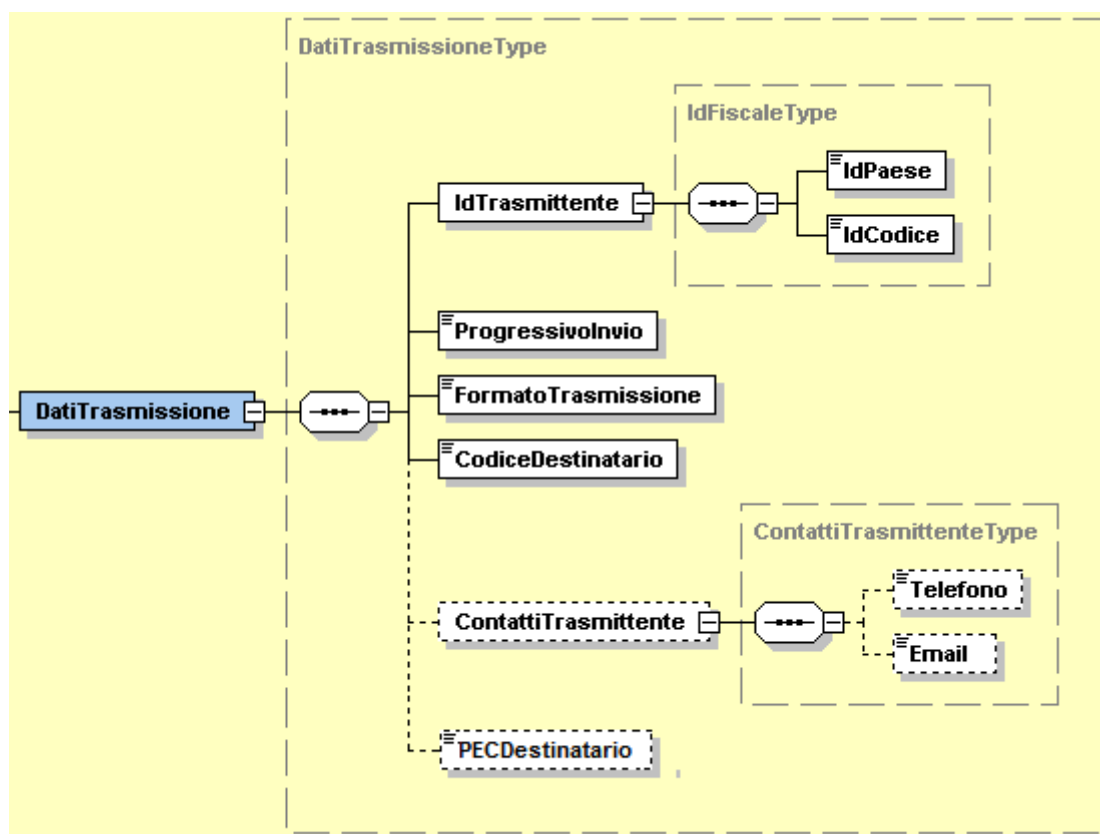 DatiTrasmissioneType
IdFiscaleType
IdPaese
IdTrasmittente
IdCodice
ProgressivoInvio
FormatoTrasmissione
DatiTrasmissione
CodiceDestinatario
ContattiTrasmittenteType
Telefono
ContattiTrasmittente
Email
PECDestinatario